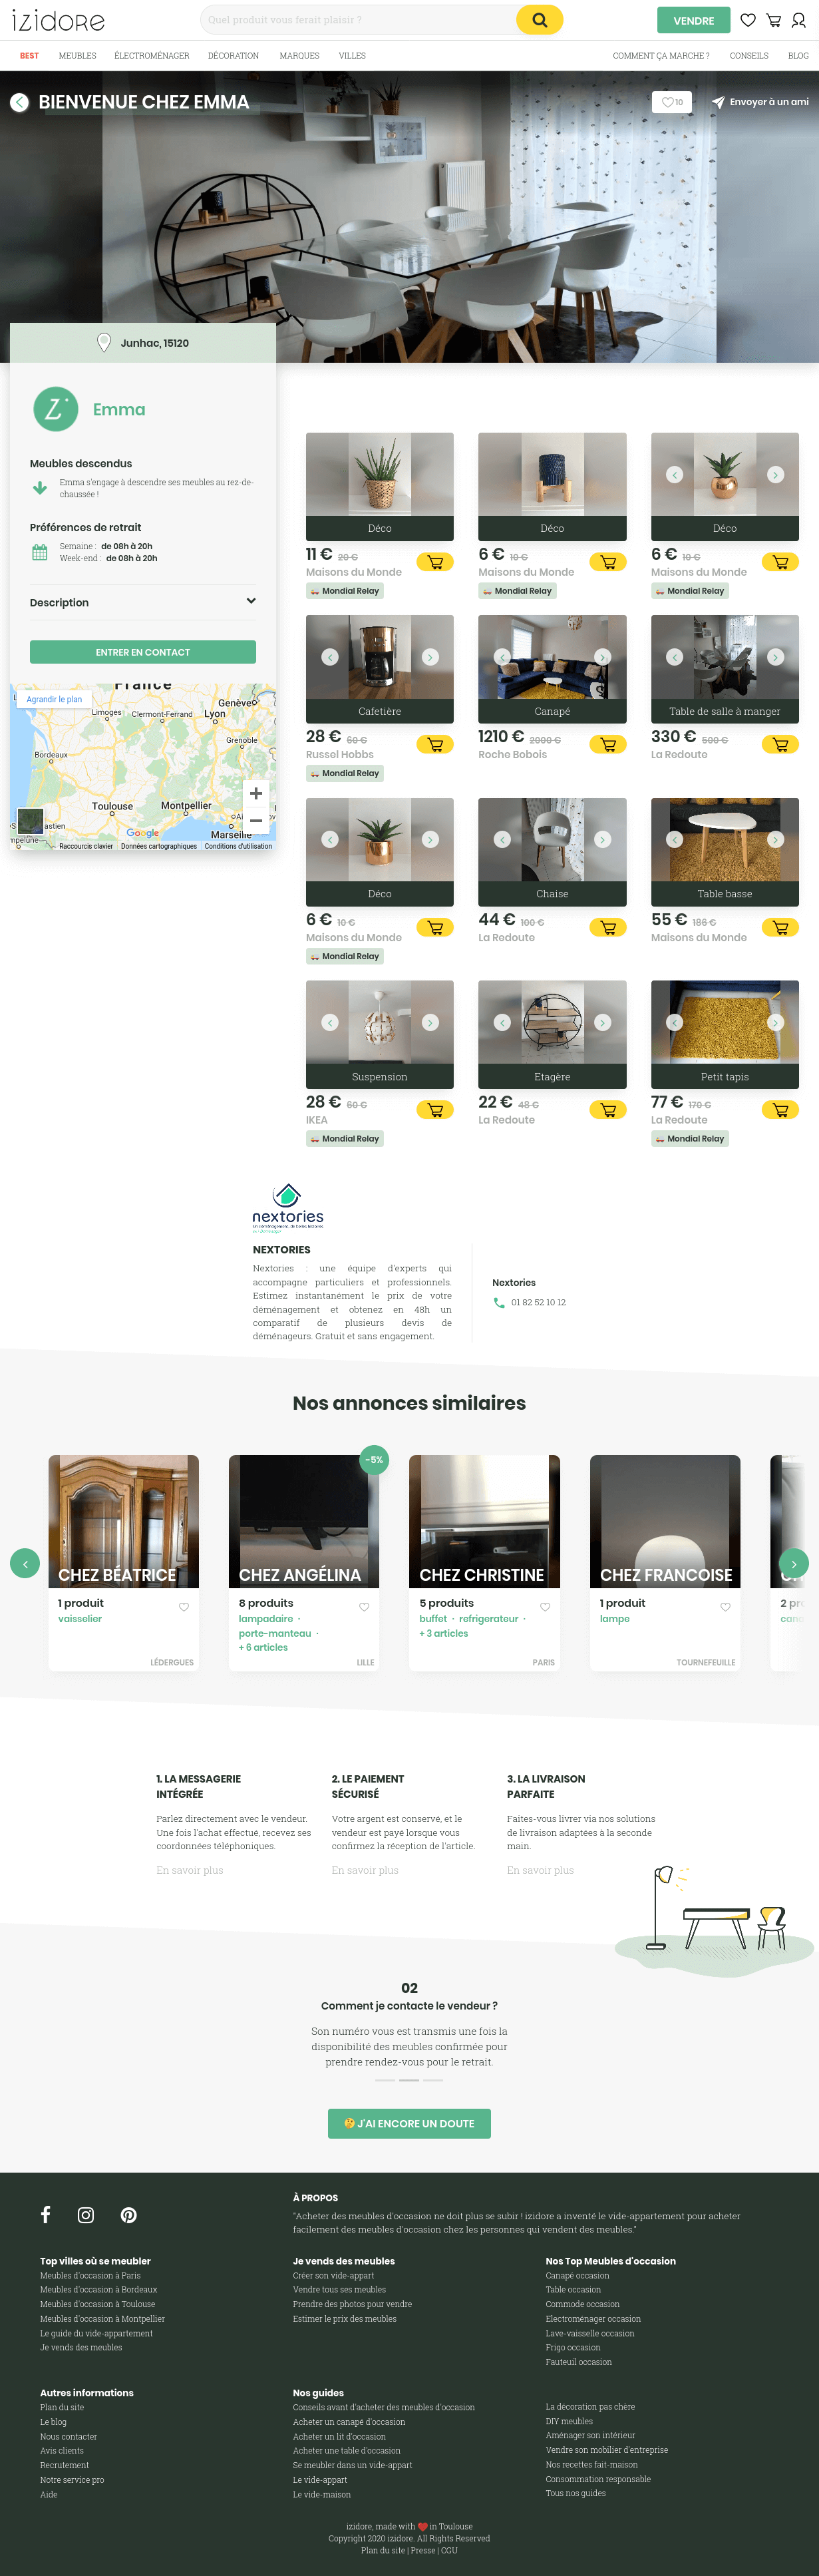 izidore
Quel produit vous ferait plaisir ?
VENDRE
BEST
MEUBLES
ÉLECTROMÉNAGER
DÉCORATION
MARQUES
VILLES
COMMENT ÇA MARCHE ?
CONSEILS
BLOG
BIENVENUE CHEZ EMMA
10
Envoyer à un ami
Junhac, 15120
Emma
Meubles descendus
Emma s'engage à descendre ses meubles au rez-de-
chaussée !
Préférences de retrait
Semaine : de 08h à 20h
Week-end : de 08h à 20h
Description
ENTRER EN CONTACT
France
Agrandir le plan
Genève
Limoges
Clermont-Ferrand
Lyon
Grenoble
Bordeaux
Toulouse
Montpellier
Marseille
Google
Raccourcis clavier
Données cartographiques
Conditions d'utilisation
Déco
11 € 20 €
Maisons du Monde
Mondial Relay
Déco
6 € 10 €
Maisons du Monde
Mondial Relay
Déco
6 € 10 €
Maisons du Monde
Mondial Relay
Cafetière
28 € 60 €
Russel Hobbs
Mondial Relay
Canapé
1210 € 2000 €
Roche Bobois
Table de salle à manger
330 € 500 €
La Redoute
Déco
6 € 10 €
Maisons du Monde
Mondial Relay
Chaise
44 € 100 €
La Redoute
Table basse
55 € 186 €
Maisons du Monde
Suspension
28 € 60 €
IKEA
Mondial Relay
Etagère
22 € 48 €
La Redoute
Petit tapis
77 € 170 €
La Redoute
Mondial Relay
nextories
NEXTORIES
Nextories : une équipe d'experts qui
accompagne particuliers et professionnels.
Estimez instantanément le prix de votre
déménagement et obtenez en 48h un
comparatif de plusieurs devis de
déménageurs. Gratuit et sans engagement.
Nextories
01 82 52 10 12
Nos annonces similaires
CHEZ BÉATRICE
1 produit
vaisselier
LÉDERGUES
-5%
CHEZ ANGÉLINA
8 produits
lampadaire ·
porte-manteau ·
+ 6 articles
LILLE
CHEZ CHRISTINE
5 produits
buffet · refrigerateur ·
+ 3 articles
PARIS
CHEZ FRANCOISE
1 produit
lampe
TOURNEFEUILLE
1. LA MESSAGERIE
INTÉGRÉE
Parlez directement avec le vendeur.
Une fois l'achat effectué, recevez ses
coordonnées téléphoniques.
En savoir plus
2. LE PAIEMENT
SÉCURISÉ
Votre argent est conservé, et le
vendeur est payé lorsque vous
confirmez la réception de l'article.
En savoir plus
3. LA LIVRAISON
PARFAITE
Faites-vous livrer via nos solutions
de livraison adaptées à la seconde
main.
En savoir plus
02
Comment je contacte le vendeur ?
Son numéro vous est transmis une fois la
disponibilité des meubles confirmée pour
prendre rendez-vous pour le retrait.
🤔 J'AI ENCORE UN DOUTE
À PROPOS
"Acheter des meubles d'occasion ne doit plus se subir ! izidore a inventé le vide-appartement pour acheter
facilement des meubles d'occasion chez les personnes qui vendent des meubles."
Top villes où se meubler
Meubles d'occasion à Paris
Meubles d'occasion à Bordeaux
Meubles d'occasion à Toulouse
Meubles d'occasion à Montpellier
Le guide du vide-appartement
Je vends des meubles
Je vends des meubles
Créer son vide-appart
Vendre tous ses meubles
Prendre des photos pour vendre
Estimer le prix des meubles
Nos Top Meubles d'occasion
Canapé occasion
Table occasion
Commode occasion
Electroménager occasion
Lave-vaisselle occasion
Frigo occasion
Fauteuil occasion
Autres informations
Plan du site
Le blog
Nous contacter
Avis clients
Recrutement
Notre service pro
Aide
Nos guides
Conseils avant d'acheter des meubles d'occasion
Acheter un canapé d'occasion
Acheter un lit d'occasion
Acheter une table d'occasion
Se meubler dans un vide-appart
Le vide-appart
Le vide-maison
La décoration pas chère
DIY meubles
Aménager son intérieur
Vendre son mobilier d'entreprise
Nos recettes fait-maison
Consommation responsable
Tous nos guides
izidore, made with ❤️ in Toulouse
Copyright 2020 izidore. All Rights Reserved
Plan du site | Presse | CGU